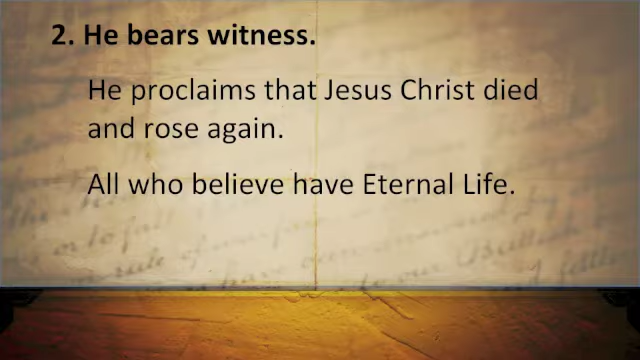 2. He bears witness.
He proclaims that Jesus Christ died
and rose again.
All who believe have Eternal Life.